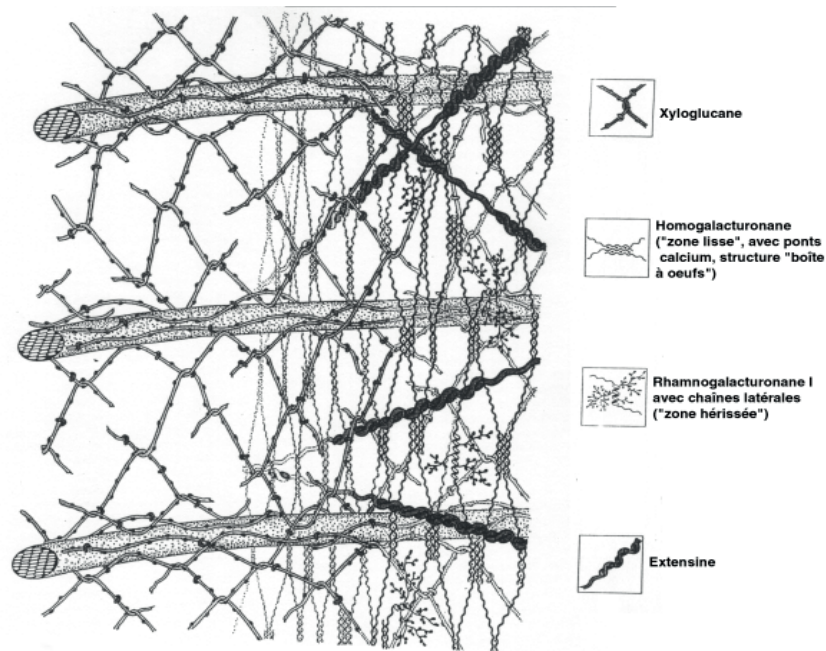 Xyloglucane
Homogalacturonane
("zone lisse", avec ponts
calcium, structure "boîte
à oeufs")
Rhamnogalacturonane I
avec chaînes latérales
("zone hérissée")
Extensine